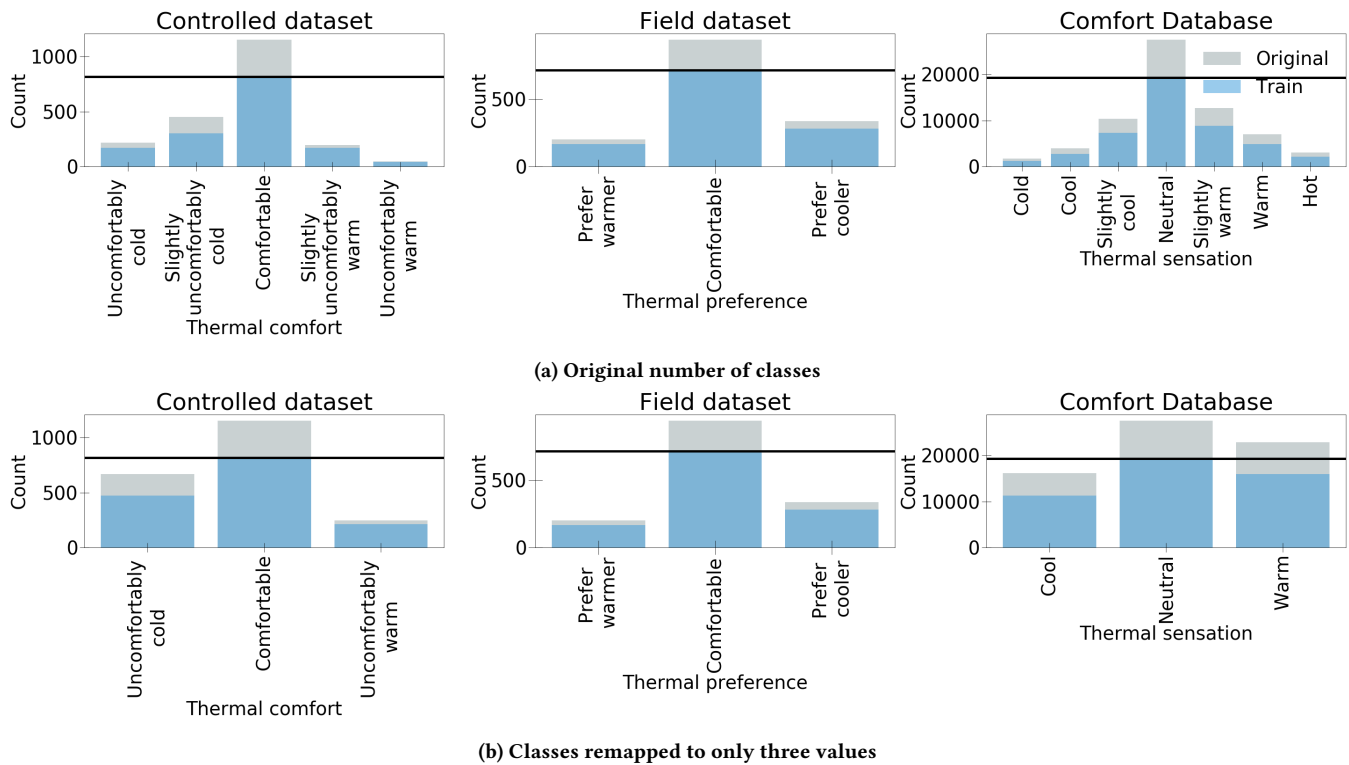 Controlled dataset
Count
1000
500
0
Uncomfortably
cold
Slightly
uncomfortably
cold
Comfortable
Slightly
uncomfortably
warm
Uncomfortably
warm
Thermal comfort
Field dataset
Count
500
0
Prefer
warmer
Comfortable
Prefer
cooler
Thermal preference
Comfort Database
Original
Train
Count
20000
10000
0
Cold
Cool
Slightly
cool
Neutral
Slightly
warm
Warm
Hot
Thermal sensation
(a) Original number of classes
Controlled dataset
Count
1000
500
0
Uncomfortably
cold
Comfortable
Uncomfortably
warm
Thermal comfort
Field dataset
Count
500
0
Prefer
warmer
Comfortable
Prefer
cooler
Thermal preference
Comfort Database
Count
20000
10000
0
Cool
Neutral
Warm
Thermal sensation
(b) Classes remapped to only three values